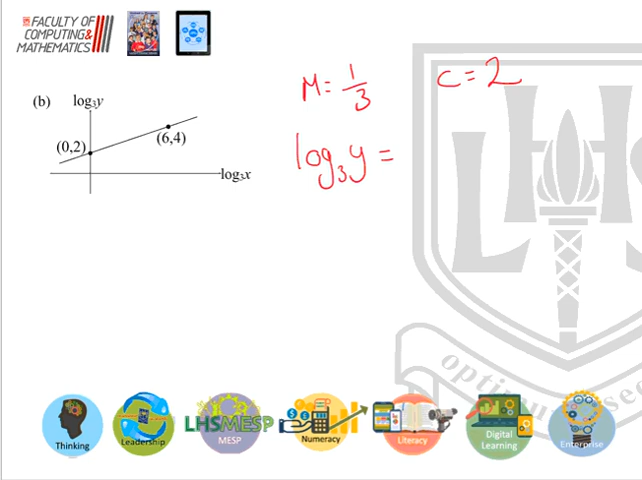 FACULTY OF
COMPUTING&
MATHEMATICS
M = 1/3
C = 2
(b)
log₃y
(0,2)
(6,4)
log₃x
log₃y =
LHS
Thinking
Leadership
LHSMESP
MESP
Numeracy
Literacy
Digital
Learning
Enterprise